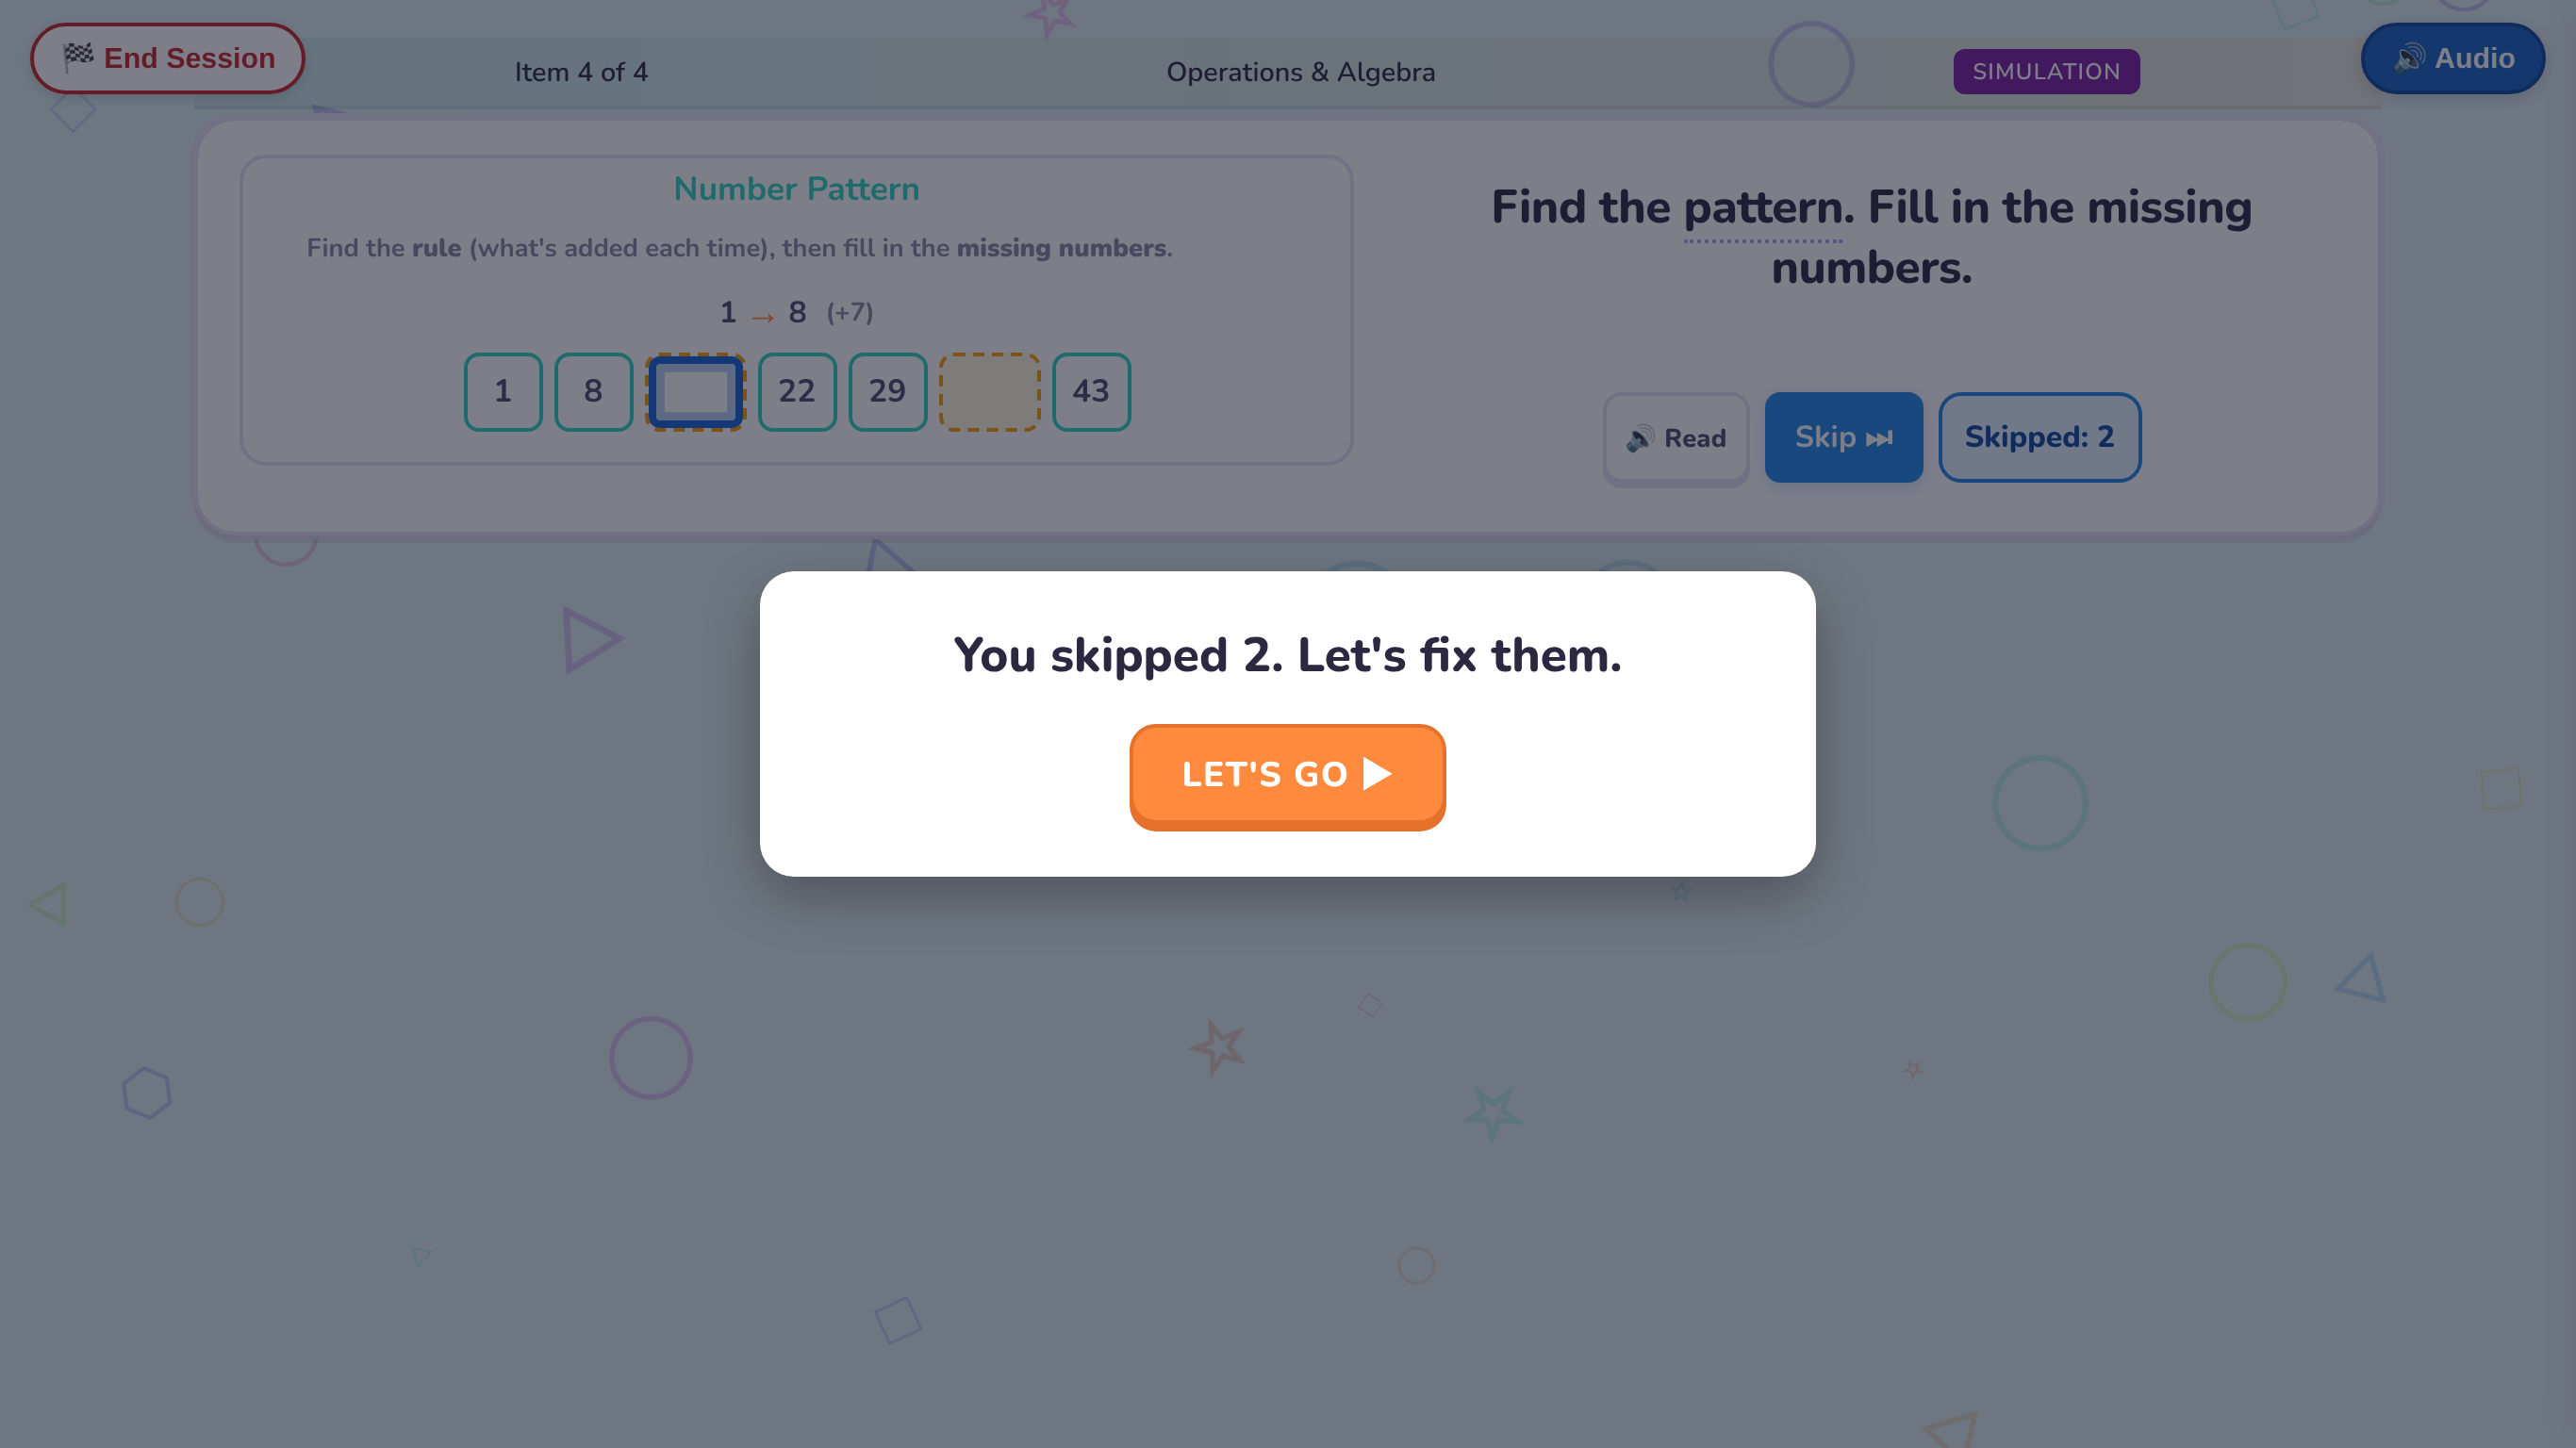 🏁 End Session
Item 4 of 4
Operations & Algebra
SIMULATION
🔊 Audio
Number Pattern
Find the rule (what's added each time), then fill in the missing numbers.
1 → 8 (+7)
1 8 22 29 43
Find the pattern. Fill in the missing
numbers.
🔊 Read
Skip ⏭
Skipped: 2
You skipped 2. Let's fix them.
LET'S GO ▶